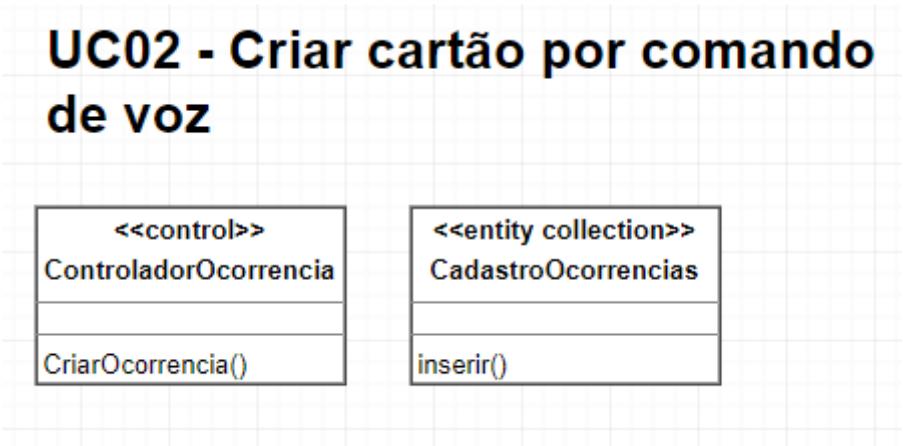 UC02 - Criar cartão por comando
de voz
<<control>>
ControladorOcorrencia
CriarOcorrencia()
<<entity collection>>
CadastroOcorrencias
inserir()